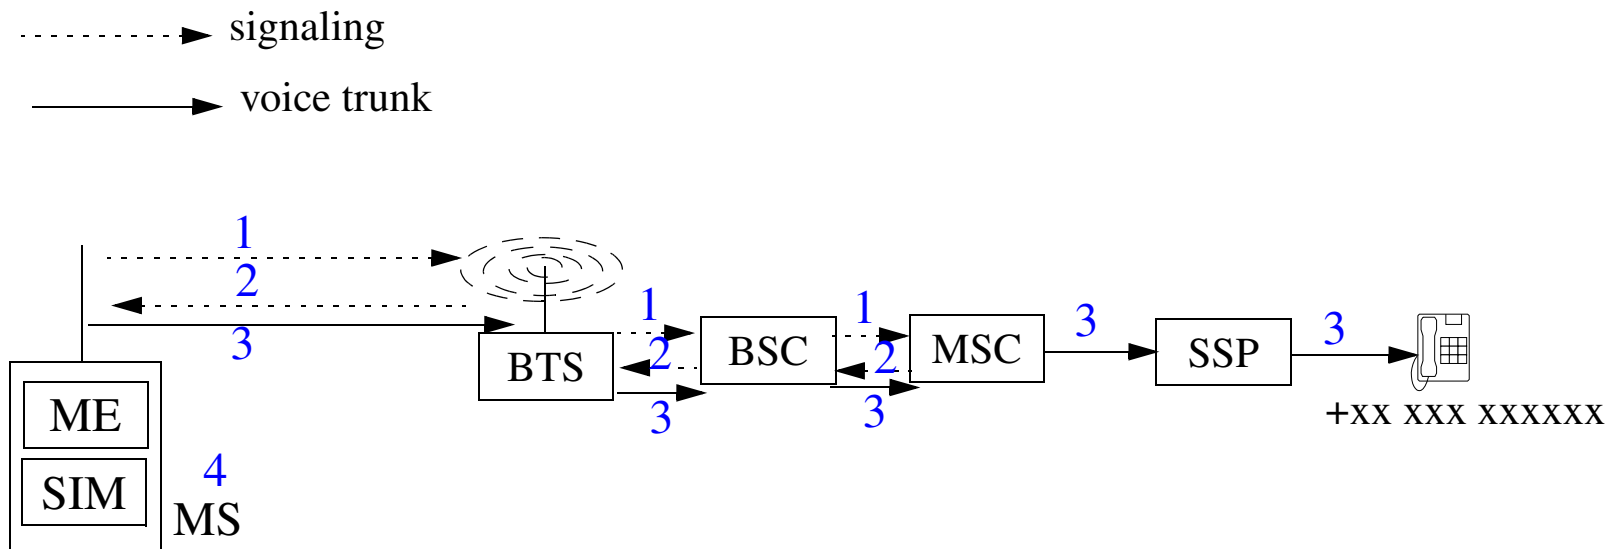 signaling
voice trunk
1
2
3
1
2
3
1
2
3
3
3
BTS
BSC
MSC
SSP
+xx xxx xxxxxx
ME
SIM
4
MS